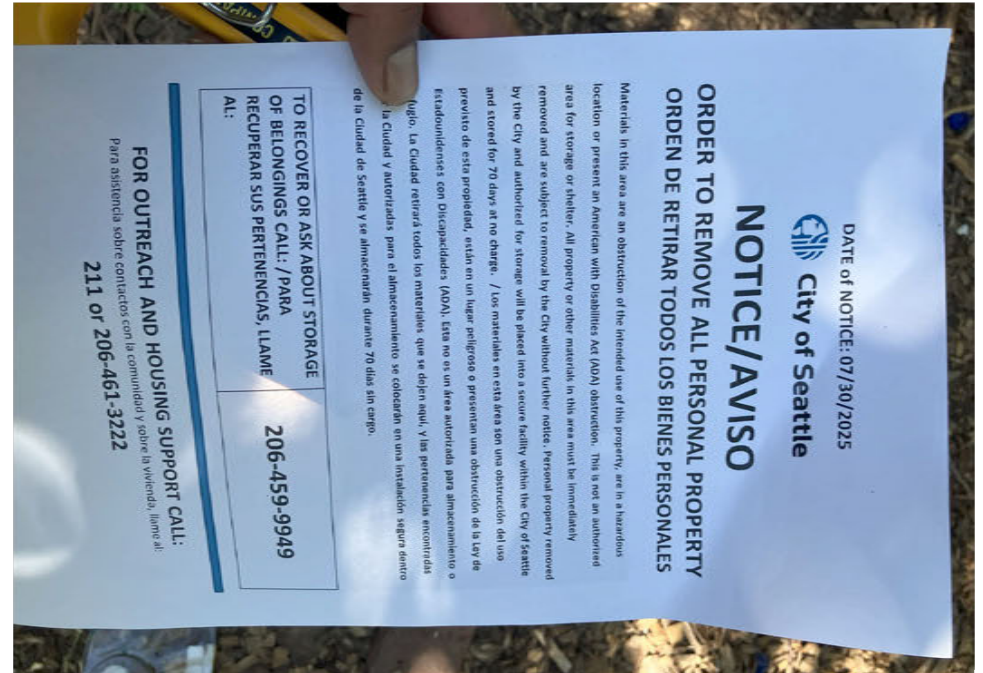 DATE of NOTICE: 07/30/2025
City of Seattle
NOTICE/AVISO
ORDER TO REMOVE ALL PERSONAL PROPERTY
ORDEN DE RETIRAR TODOS LOS BIENES PERSONALES
Materials in this area are an obstruction of the intended use of this property, are in a hazardous
location or present an American with Disabilities Act (ADA) obstruction. This is not an authorized
area for storage or shelter. All property or other materials in this area must be immediately
removed and are subject to removal by the City without further notice. Personal property removed
by the City and authorized for storage will be placed into a secure facility within the City of Seattle
and stored for 70 days at no charge. / Los materiales en esta área son una obstrucción del uso
previsto de esta propiedad, están en un lugar peligroso o presentan una obstrucción de la Ley de
Estadounidenses con Discapacidades (ADA). Esta no es un área autorizada para almacenamiento o
fugio. La Ciudad retirará todos los materiales que se dejen aquí, y las pertenencias encontradas
la Ciudad y autorizadas para el almacenamiento se colocarán en una instalación segura dentro
de la Ciudad de Seattle y se almacenarán durante 70 días sin cargo.
TO RECOVER OR ASK ABOUT STORAGE
OF BELONGINGS CALL: / PARA
RECUPERAR SUS PERTENENCIAS, LLAME
AL:
206-459-9949
FOR OUTREACH AND HOUSING SUPPORT CALL:
Para asistencia sobre contactos con la comunidad y sobre la vivienda, llame al:
211 or 206-461-3222